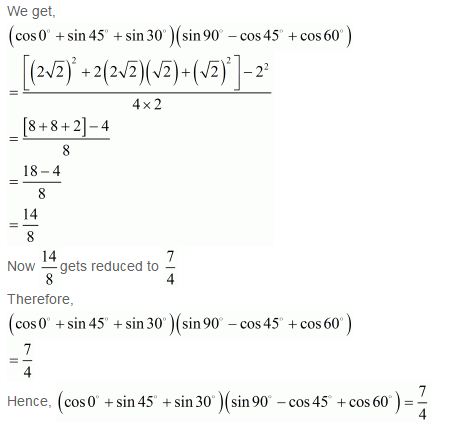 We get,
(cos 0° + sin 45° + sin 30°)(sin 90° − cos 45° + cos 60°)
= [(2√2)² + 2(2√2)(√2) + (√2)²] − 2² / 4 × 2
= [8 + 8 + 2] − 4 / 8
= 18 − 4 / 8
= 14 / 8
Now 14/8 gets reduced to 7/4
Therefore,
(cos 0° + sin 45° + sin 30°)(sin 90° − cos 45° + cos 60°)
= 7/4
Hence, (cos 0° + sin 45° + sin 30°)(sin 90° − cos 45° + cos 60°) = 7/4